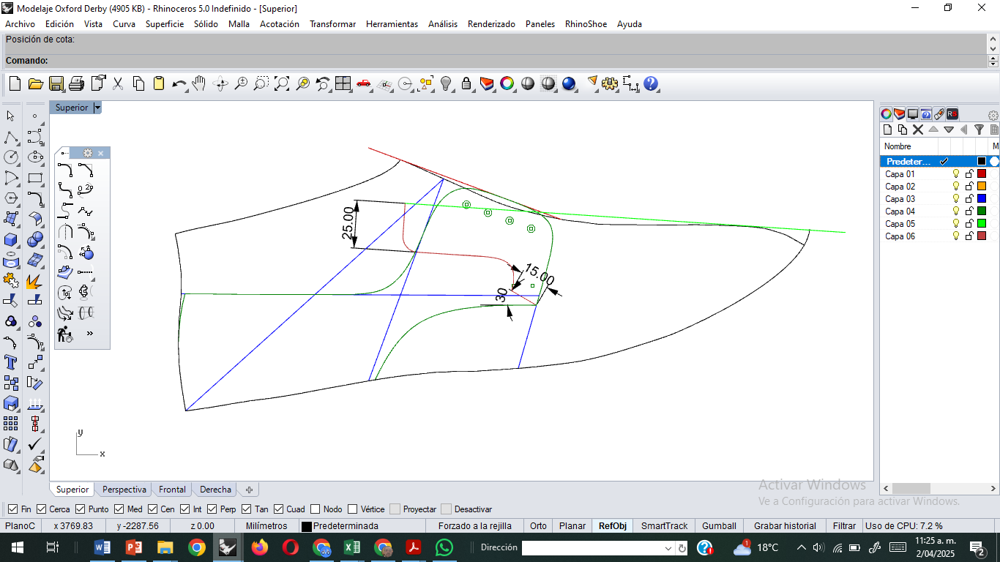 Modelaje Oxford Derby (4905 KB) - Rhinoceros 5.0 Indefinido - [Superior]
Archivo Edición Vista Curva Superficie Sólido Malla Acotación Transformar Herramientas Análisis Renderizado Paneles RhinoShoe Ayuda
Posición de cota:
Comando:
Superior
Nombre M
Predeter...
Capa 01
Capa 02
Capa 03
Capa 04
Capa 05
Capa 06
25.00
15.00
30
y
x
Superior Perspectiva Frontal Derecha
Activar Windows
Ve a Configuración para activar Windows.
Fin Cerca Punto Med Cen Int Perp Tan Cuad Nodo Vértice Proyectar Desactivar
PlanoC x 3769.83 y -2287.56 z 0.00 Milímetros Predeterminada Forzado a la rejilla Orto Planar RefObj SmartTrack Gumball Grabar historial Filtrar Uso de CPU: 7.2 %
Dirección 18°C 11:25 a. m.
2/04/2025
2